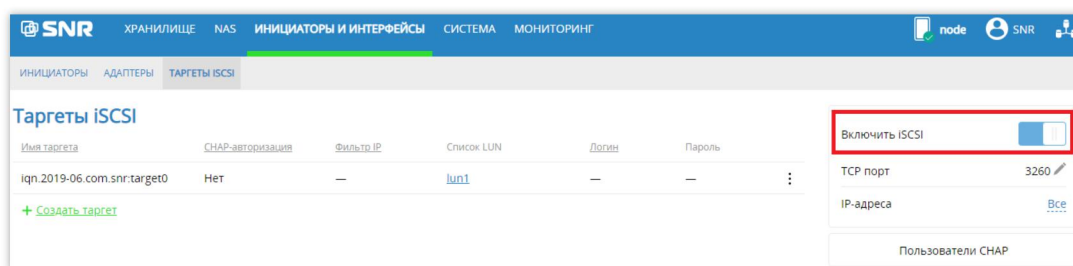 SNR ХРАНИЛИЩЕ NAS ИНИЦИАТОРЫ И ИНТЕРФЕЙСЫ СИСТЕМА МОНИТОРИНГ node SNR
ИНИЦИАТОРЫ АДАПТЕРЫ ТАРГЕТЫ ISCSI
Таргеты iSCSI
Имя таргета CHAP-авторизация Фильтр IP Список LUN Логин Пароль
iqn.2019-06.com.snr:target0 Нет — lun1 — —
+ Создать таргет
Включить iSCSI
TCP порт 3260
IP-адреса Все
Пользователи CHAP